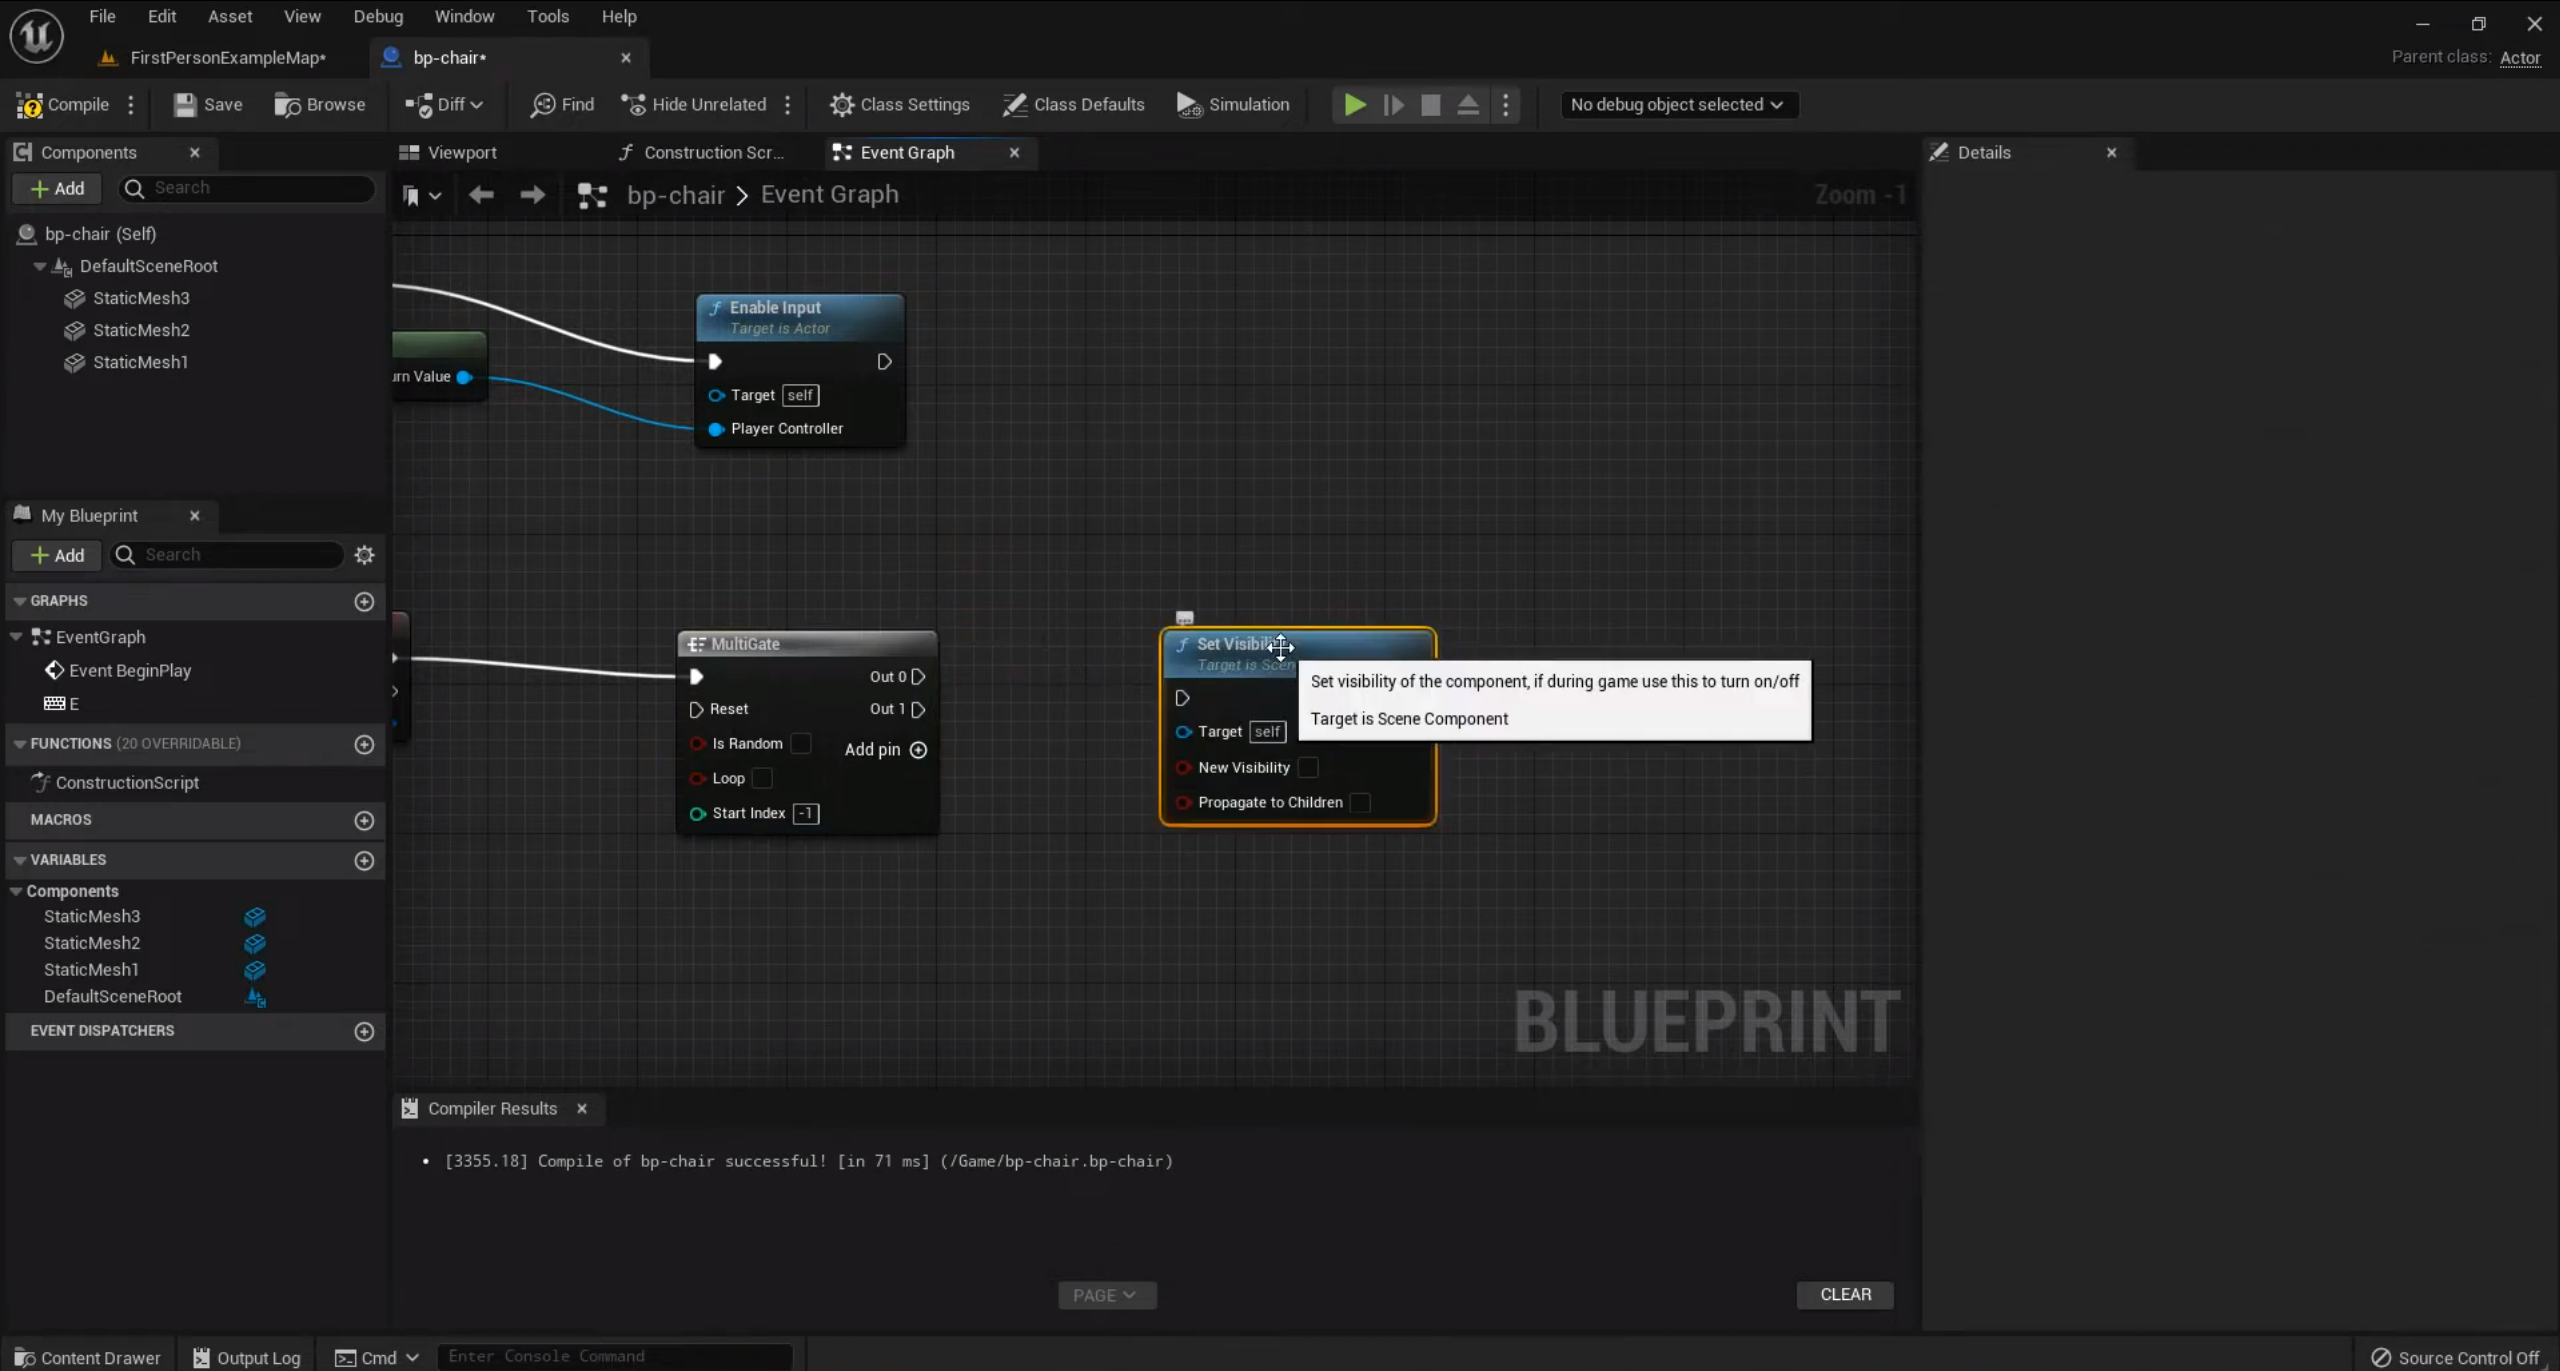 File Edit Asset View Debug Window Tools Help
FirstPersonExampleMap*
bp-chair*
Parent class: Actor
Compile
Save
Browse
Diff
Find
Hide Unrelated
Class Settings
Class Defaults
Simulation
No debug object selected
Components
Viewport
Construction Scr...
Event Graph
Details
Add
Search
bp-chair > Event Graph
Zoom -1
bp-chair (Self)
DefaultSceneRoot
StaticMesh3
StaticMesh2
StaticMesh1
Enable Input
Target is Actor
Target self
Player Controller
urn Value
My Blueprint
Add
Search
GRAPHS
EventGraph
Event BeginPlay
E
FUNCTIONS (20 OVERRIDABLE)
ConstructionScript
MACROS
VARIABLES
Components
StaticMesh3
StaticMesh2
StaticMesh1
DefaultSceneRoot
EVENT DISPATCHERS
MultiGate
Out 0
Reset
Out 1
Is Random
Add pin
Loop
Start Index -1
Set Visibili
Target is Scen
Target self
New Visibility
Propagate to Children
Set visibility of the component, if during game use this to turn on/off
Target is Scene Component
BLUEPRINT
Compiler Results
• [3355.18] Compile of bp-chair successful! [in 71 ms] (/Game/bp-chair.bp-chair)
PAGE
CLEAR
Content Drawer
Output Log
Cmd
Enter Console Command
Source Control Off